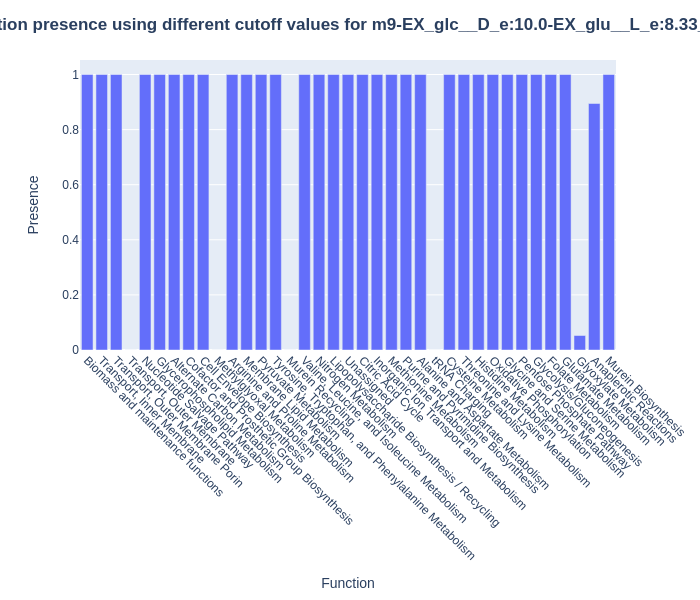 tion presence using different cutoff values for m9-EX_glc__D_e:10.0-EX_glu__L_e:8.33_
Presence
1
0.8
0.6
0.4
0.2
0
Biomass and maintenance functions
Transport, Inner Membrane
Transport, Outer Membrane
Transport, Outer Membrane Porin
Nucleotide Salvage Pathway
Glycerophospholipid Metabolism
Alternate Carbon Metabolism
Cofactor and Prosthetic Group Biosynthesis
Cell Envelope Biosynthesis
Methylglyoxal Metabolism
Arginine and Proline Metabolism
Membrane Lipid Metabolism
Pyruvate Metabolism
Tyrosine, Tryptophan, and Phenylalanine Metabolism
Murein Recycling
Valine, Leucine, and Isoleucine Metabolism
Nitrogen Metabolism
Lipopolysaccharide Biosynthesis / Recycling
Unassigned
Citric Acid Cycle
Inorganic Ion Transport and Metabolism
Methionine Metabolism
Purine and Pyrimidine Biosynthesis
Alanine and Aspartate Metabolism
tRNA Charging
Cysteine Metabolism
Threonine and Lysine Metabolism
Histidine Metabolism
Oxidative Phosphorylation
Glycine and Serine Metabolism
Pentose Phosphate Pathway
Glycolysis/Gluconeogenesis
Folate Metabolism
Glutamate Metabolism
Glyoxylate Metabolism
Anaplerotic Reactions
Murein Biosynthesis
Function